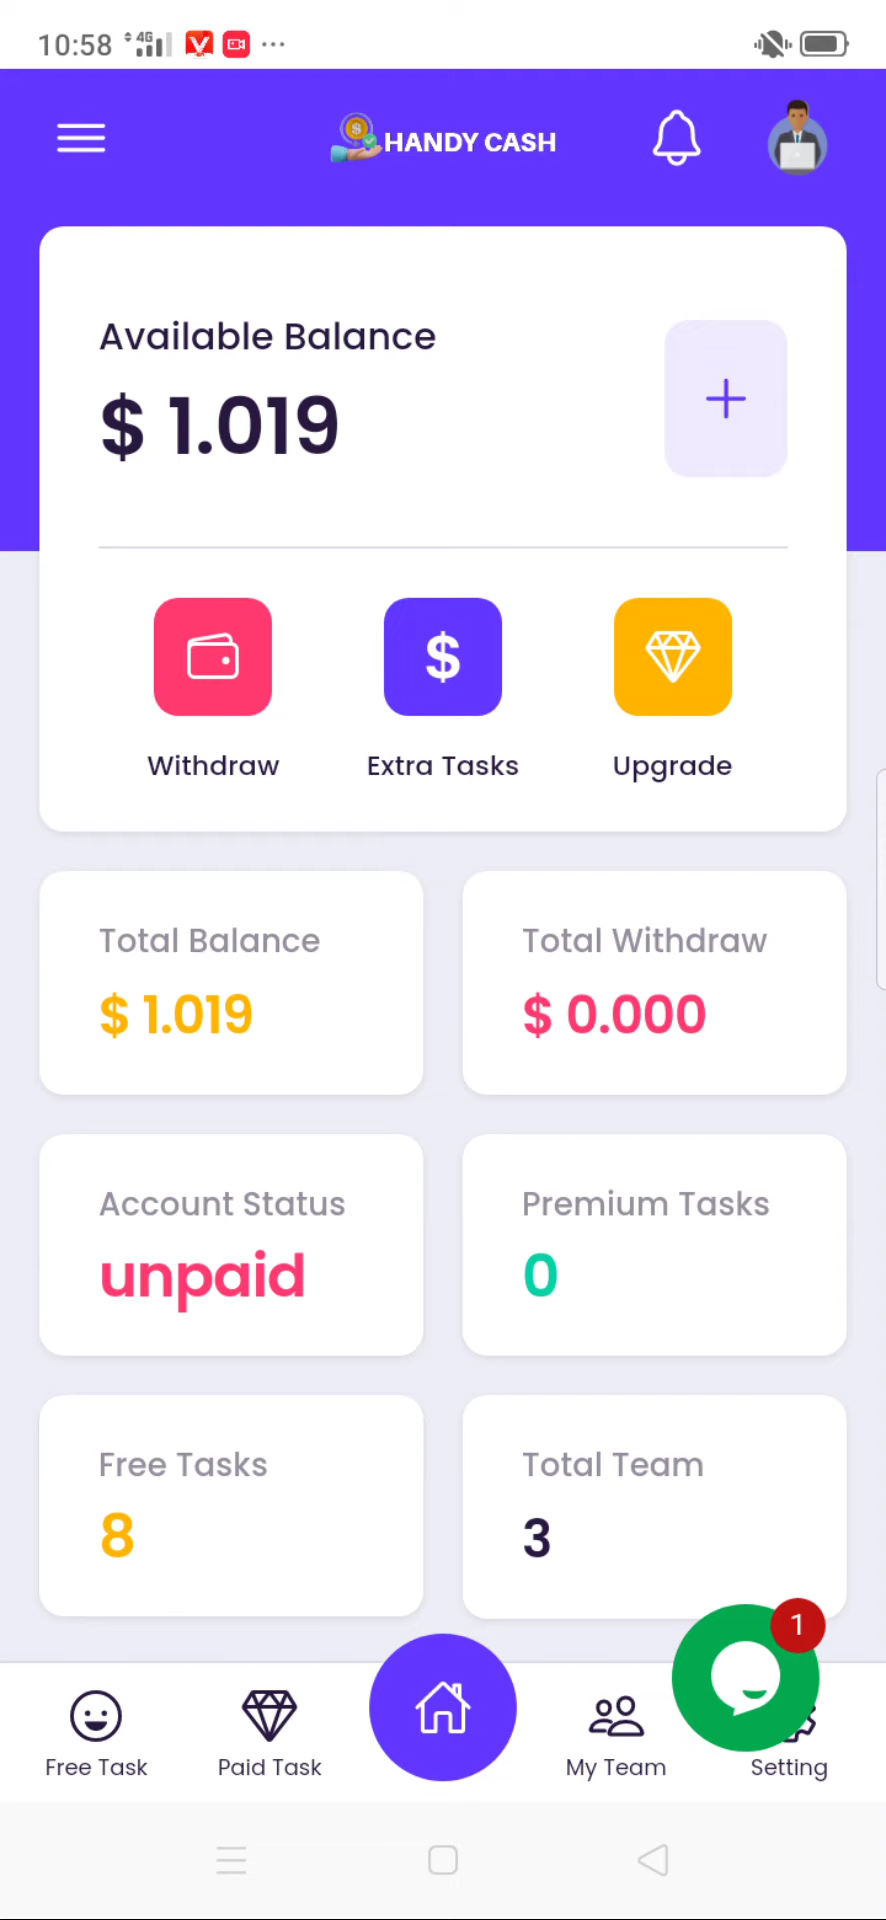 10:58 4G
HANDY CASH
Available Balance
$ 1.019
Withdraw
Extra Tasks
Upgrade
Total Balance
$ 1.019
Total Withdraw
$ 0.000
Account Status
unpaid
Premium Tasks
0
Free Tasks
8
Total Team
3
1
Free Task
Paid Task
My Team
Setting